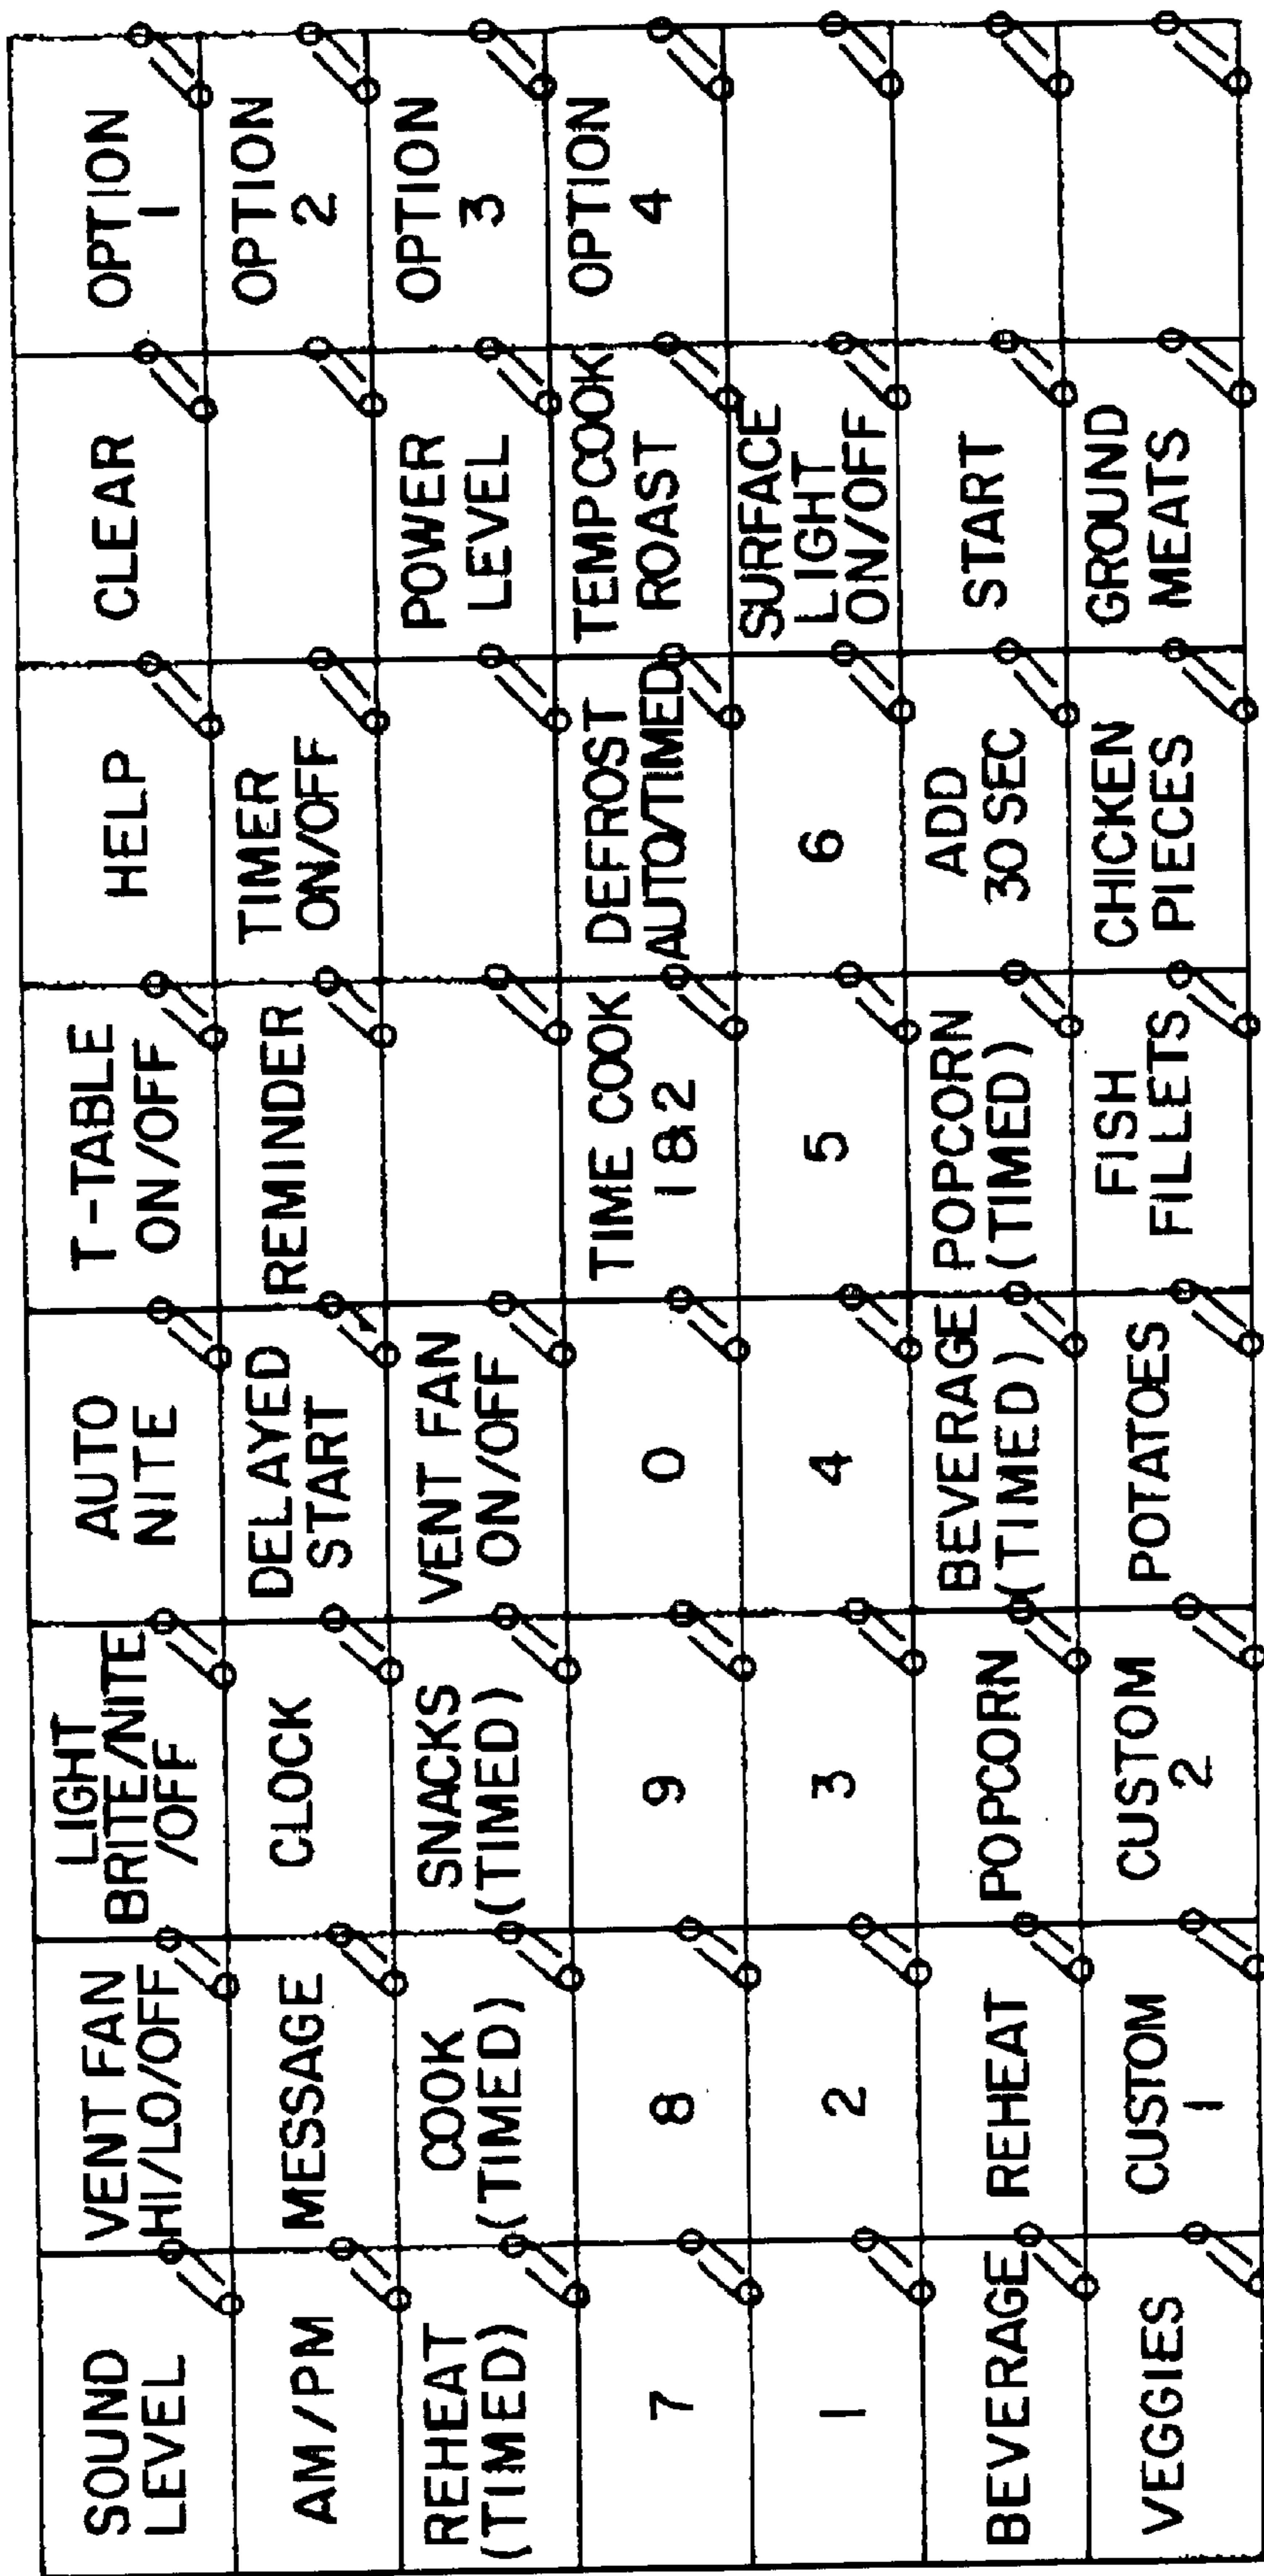 SOUND
LEVEL
VENT FAN
HI/LO/OFF
LIGHT
BRITE/NITE
/OFF
AUTO
NITE
T-TABLE
ON/OFF
HELP
CLEAR
OPTION
1
AM/PM
MESSAGE
CLOCK
DELAYED
START
REMINDER
TIMER
ON/OFF
OPTION
2
REHEAT
(TIMED)
COOK
(TIMED)
SNACKS
(TIMED)
VENT FAN
ON/OFF
POWER
LEVEL
OPTION
3
7
8
9
0
TIME COOK
1&2
DEFROST
AUTO/TIMED
TEMP COOK
ROAST
OPTION
4
1
2
3
4
5
6
SURFACE
LIGHT
ON/OFF
BEVERAGE
REHEAT
POPCORN
BEVERAGE
(TIMED)
POPCORN
(TIMED)
ADD
30 SEC
START
VEGGIES
CUSTOM
1
CUSTOM
2
POTATOES
FISH
FILLETS
CHICKEN
PIECES
GROUND
MEATS